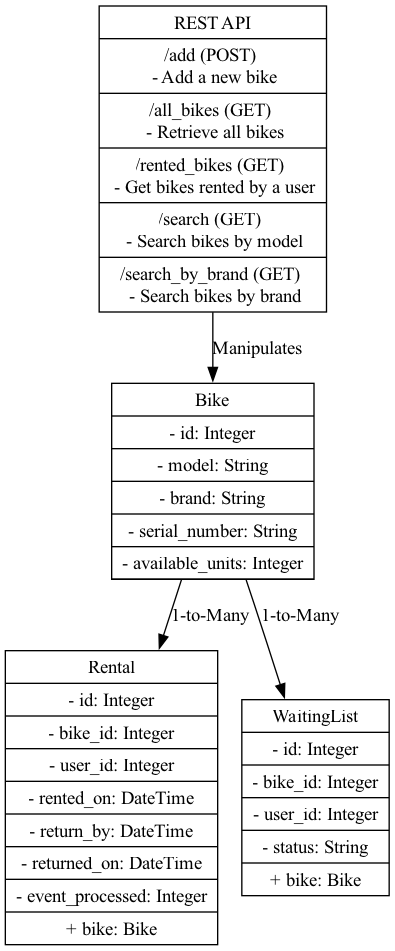 REST API
/add (POST)
- Add a new bike
/all_bikes (GET)
- Retrieve all bikes
/rented_bikes (GET)
- Get bikes rented by a user
/search (GET)
- Search bikes by model
/search_by_brand (GET)
- Search bikes by brand
Manipulates
Bike
- id: Integer
- model: String
- brand: String
- serial_number: String
- available_units: Integer
1-to-Many
1-to-Many
Rental
- id: Integer
- bike_id: Integer
- user_id: Integer
- rented_on: DateTime
- return_by: DateTime
- returned_on: DateTime
- event_processed: Integer
+ bike: Bike
WaitingList
- id: Integer
- bike_id: Integer
- user_id: Integer
- status: String
+ bike: Bike